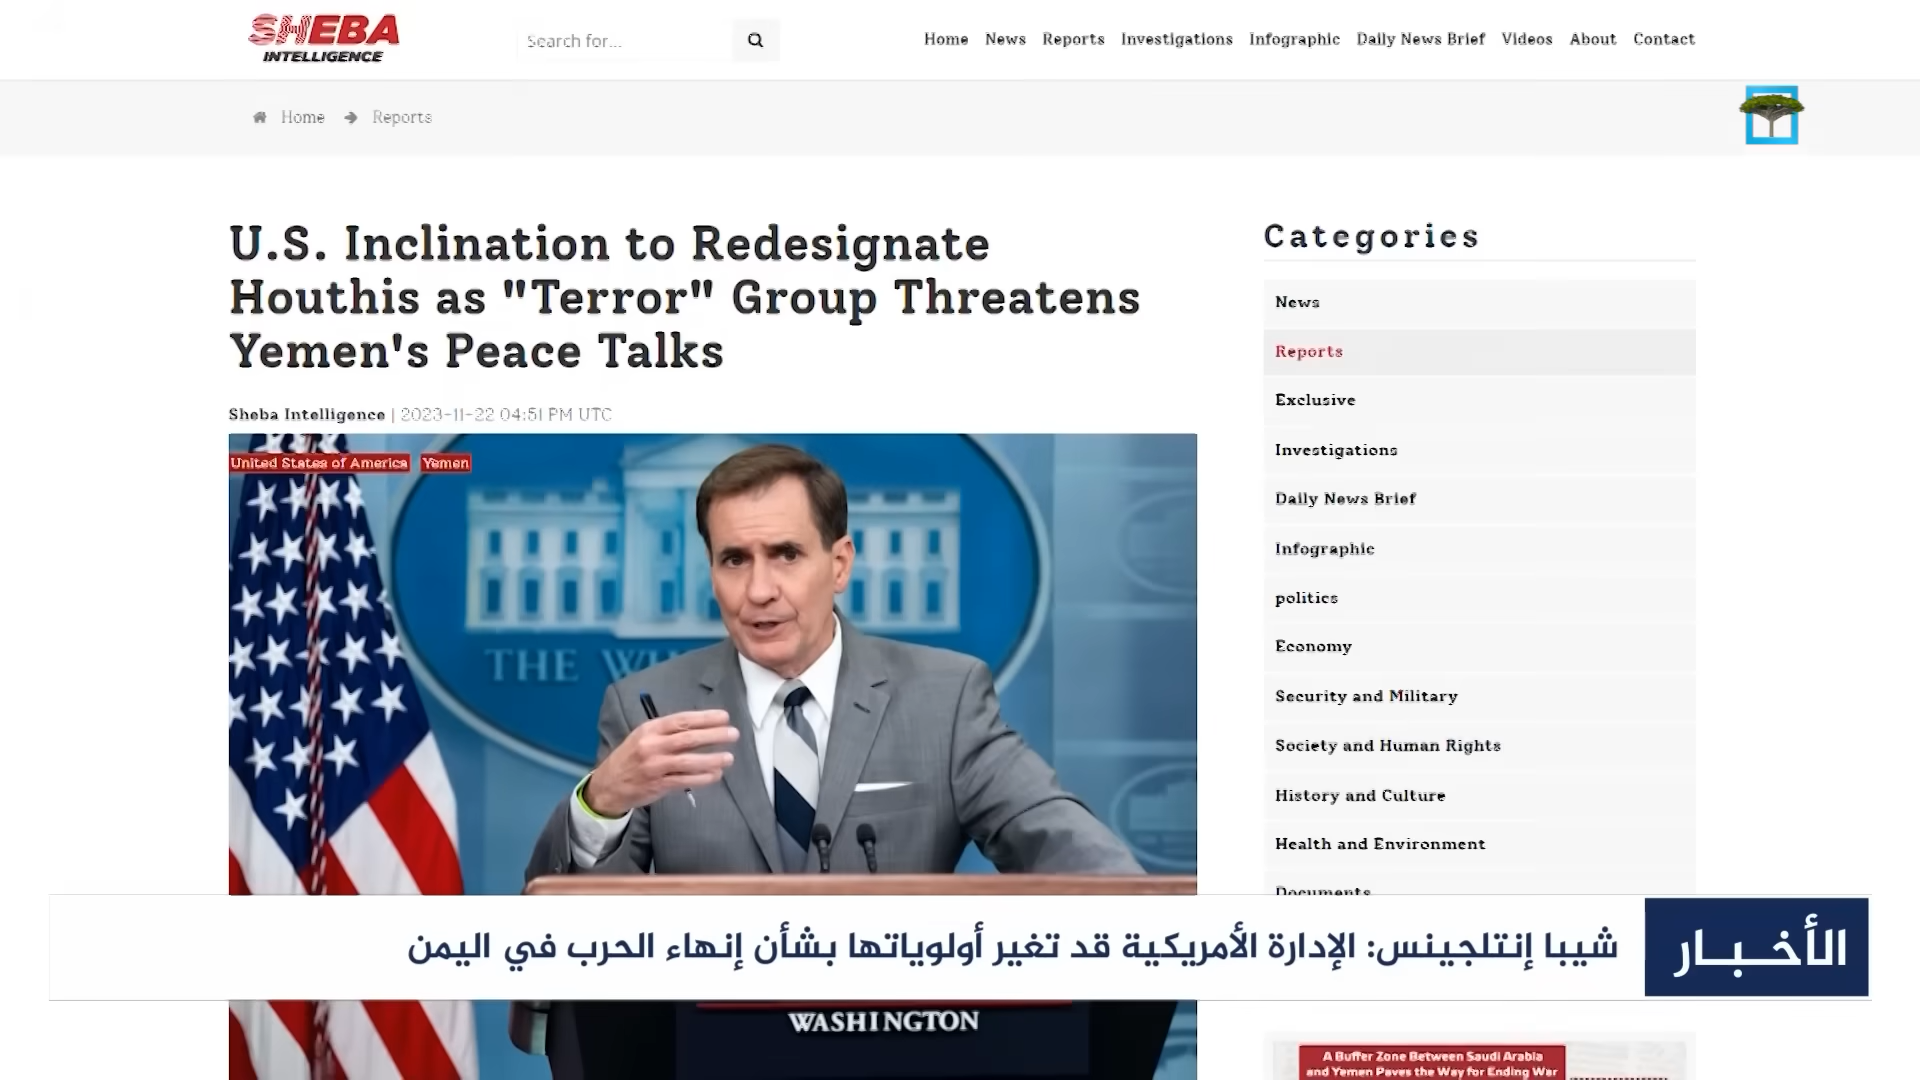 SHEBA
INTELLIGENCE
Search for...
Home News Reports Investigations Infographic Daily News Brief Videos About Contact
Home Reports
U.S. Inclination to Redesignate
Houthis as "Terror" Group Threatens
Yemen's Peace Talks
Sheba Intelligence | 2023-11-22 04:51 PM UTC
United States of America Yemen
THE WH
WASHINGTON
Categories
News
Reports
Exclusive
Investigations
Daily News Brief
Infographic
politics
Economy
Security and Military
Society and Human Rights
History and Culture
Health and Environment
Documents
الأخبار
شيبا إنتلجينس: الإدارة الأمريكية قد تغير أولوياتها بشأن إنهاء الحرب في اليمن
A Buffer Zone Between Saudi Arabia
and Yemen Paves the Way for Ending War